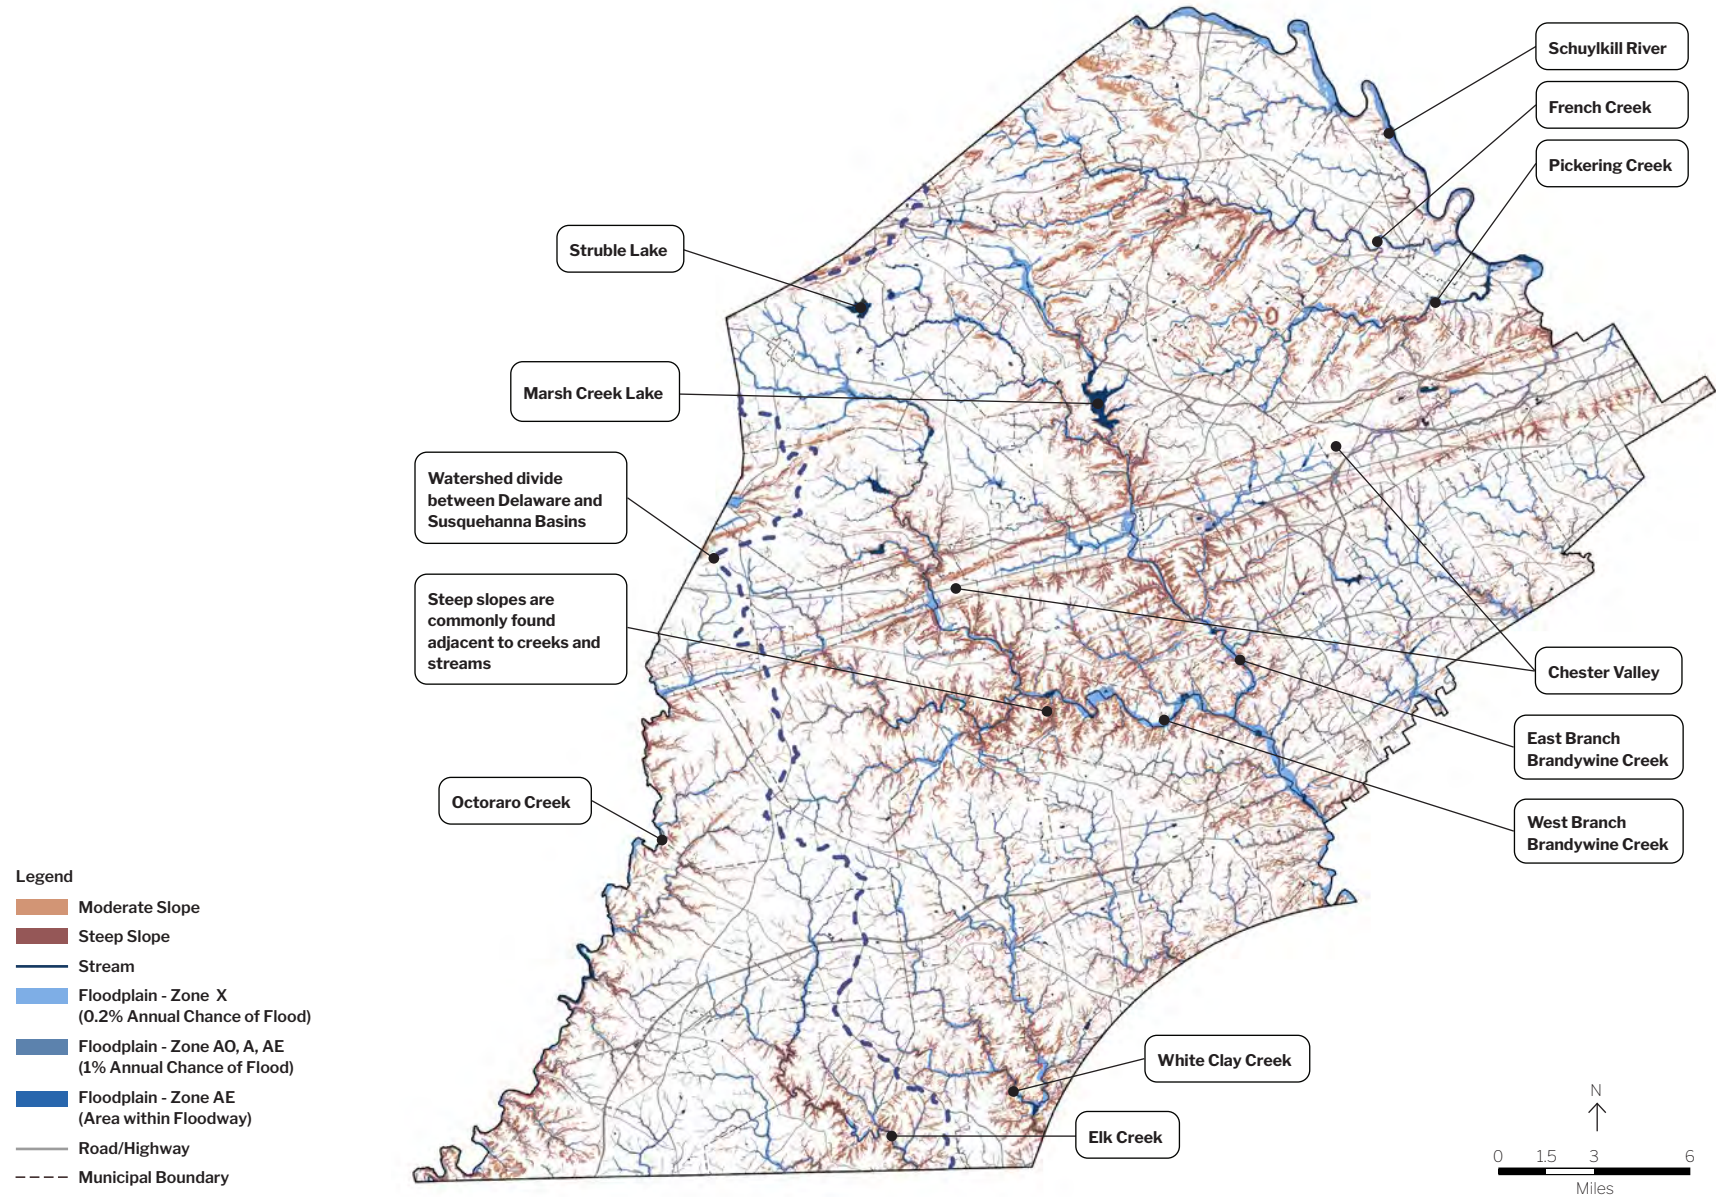 Schuylkill River
French Creek
Pickering Creek
Struble Lake
Marsh Creek Lake
Watershed divide
between Delaware and
Susquehanna Basins
Steep slopes are
commonly found
adjacent to creeks and
streams
Chester Valley
East Branch
Brandywine Creek
West Branch
Brandywine Creek
Octoraro Creek
White Clay Creek
Elk Creek
Legend
Moderate Slope
Steep Slope
Stream
Floodplain - Zone X
(0.2% Annual Chance of Flood)
Floodplain - Zone AO, A, AE
(1% Annual Chance of Flood)
Floodplain - Zone AE
(Area within Floodway)
Road/Highway
Municipal Boundary
N
0 1.5 3 6
Miles